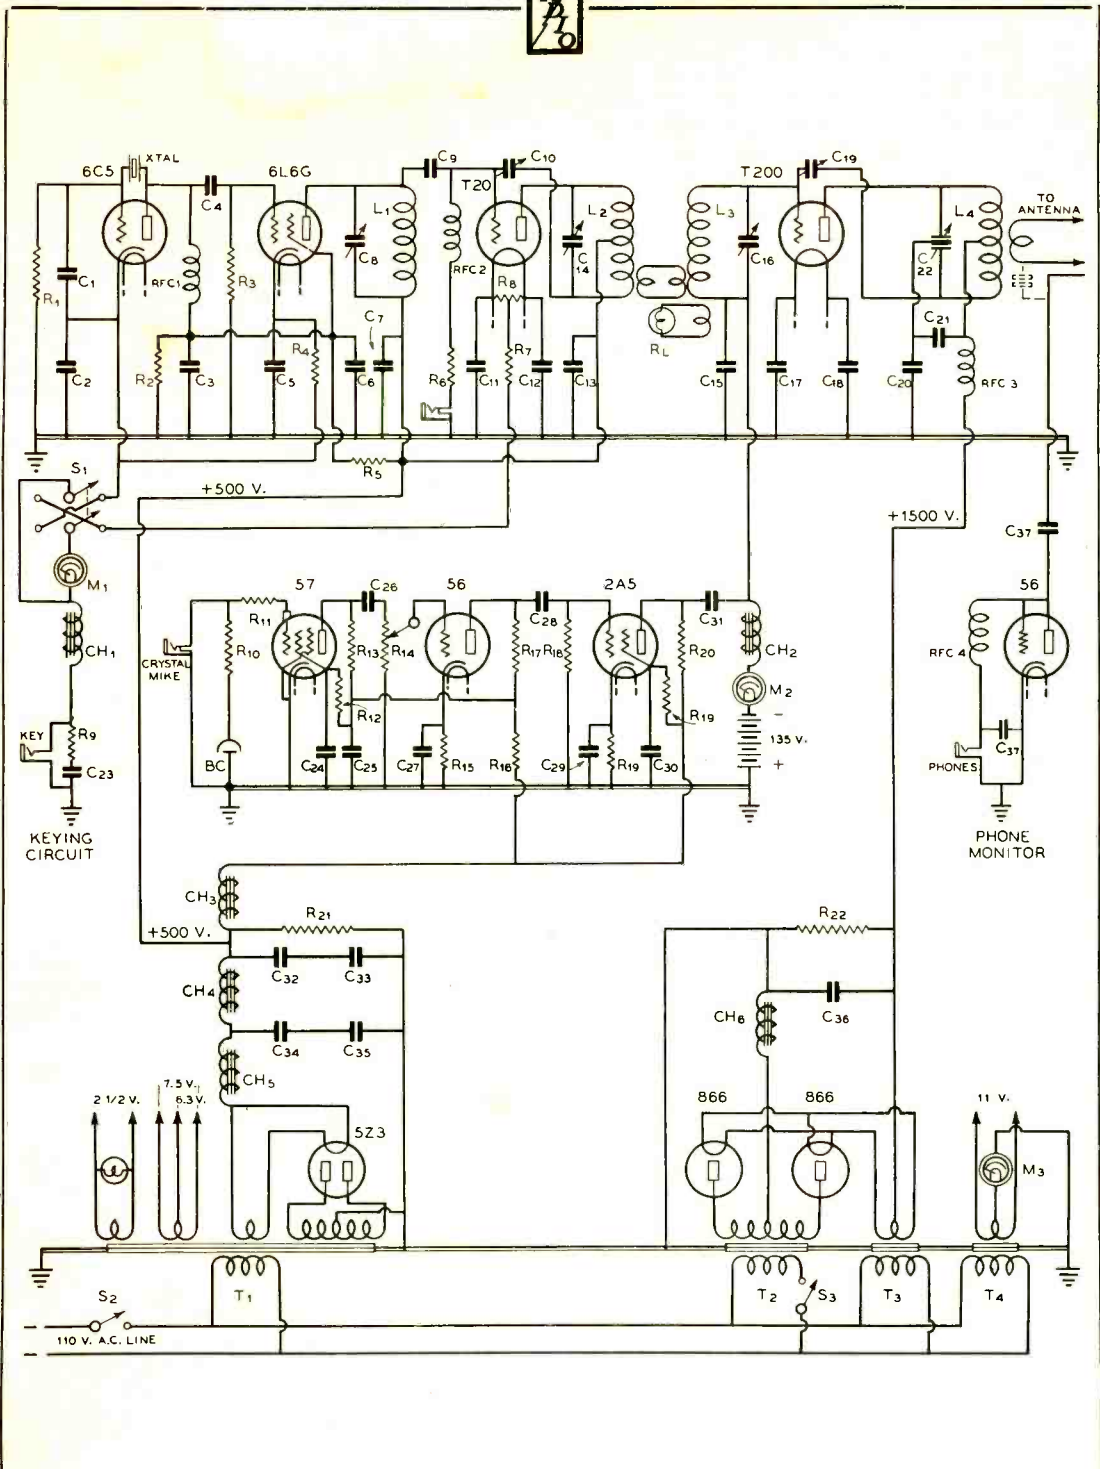 DIO
XTAL
6C5
6L6G
C9
C10
T20
T200
C19
TO
ANTENNA
C4
L1
L2
L3
L4
C1
RFC1
R3
C8
RFC2
C
14
C16
C
22
R1
R8
C7
C21
R4
R7
RL
C2
R2
C3
C5
C6
R6
C11
C12
C13
C15
C17
C18
C20
RFC 3
S1
R5
+500 V.
+1500 V.
C37
M1
57
C26
56
C28
2A5
C31
56
R11
CH1
R10
R13
R14
R17
R18
R20
CH2
RFC 4
CRYSTAL
MIKE
M2
R12
R19
KEY
R9
135 V.
–
+
C37
C23
BC
C24
C25
C27
R15
R16
C29
R19
C30
PHONES
KEYING
CIRCUIT
PHONE
MONITOR
CH3
R21
R22
+500 V.
C32
C33
CH4
CH6
C36
C34
C35
CH5
2 1/2 V.
7.5 V.
6.3 V.
5Z3
866
866
11 V.
M3
S2
T1
T2
S3
T3
T4
110 V. A.C. LINE